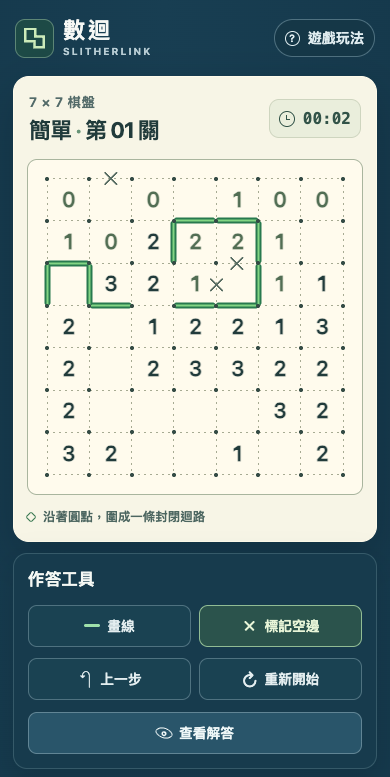 數迴
SLITHERLINK
遊戲玩法
7 × 7 棋盤
簡單·第 01 關
00:02
0 0 1 0 0
1 0 2 2 2 1
3 2 1 1 1
2 1 2 2 1 3
2 2 3 3 2 2
2 3 2
3 2 1 2
沿著圓點，圍成一條封閉迴路
作答工具
畫線
標記空邊
上一步
重新開始
查看解答